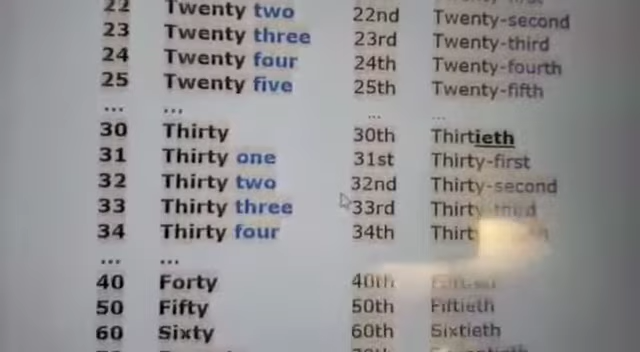 22 Twenty two 22nd Twenty-second
23 Twenty three 23rd Twenty-third
24 Twenty four 24th Twenty-fourth
25 Twenty five 25th Twenty-fifth
... ... ... ...
30 Thirty 30th Thirtieth
31 Thirty one 31st Thirty-first
32 Thirty two 32nd Thirty-second
33 Thirty three 33rd Thirty-third
34 Thirty four 34th
... ...
40 Forty 40th
50 Fifty 50th Fiftieth
60 Sixty 60th Sixtieth